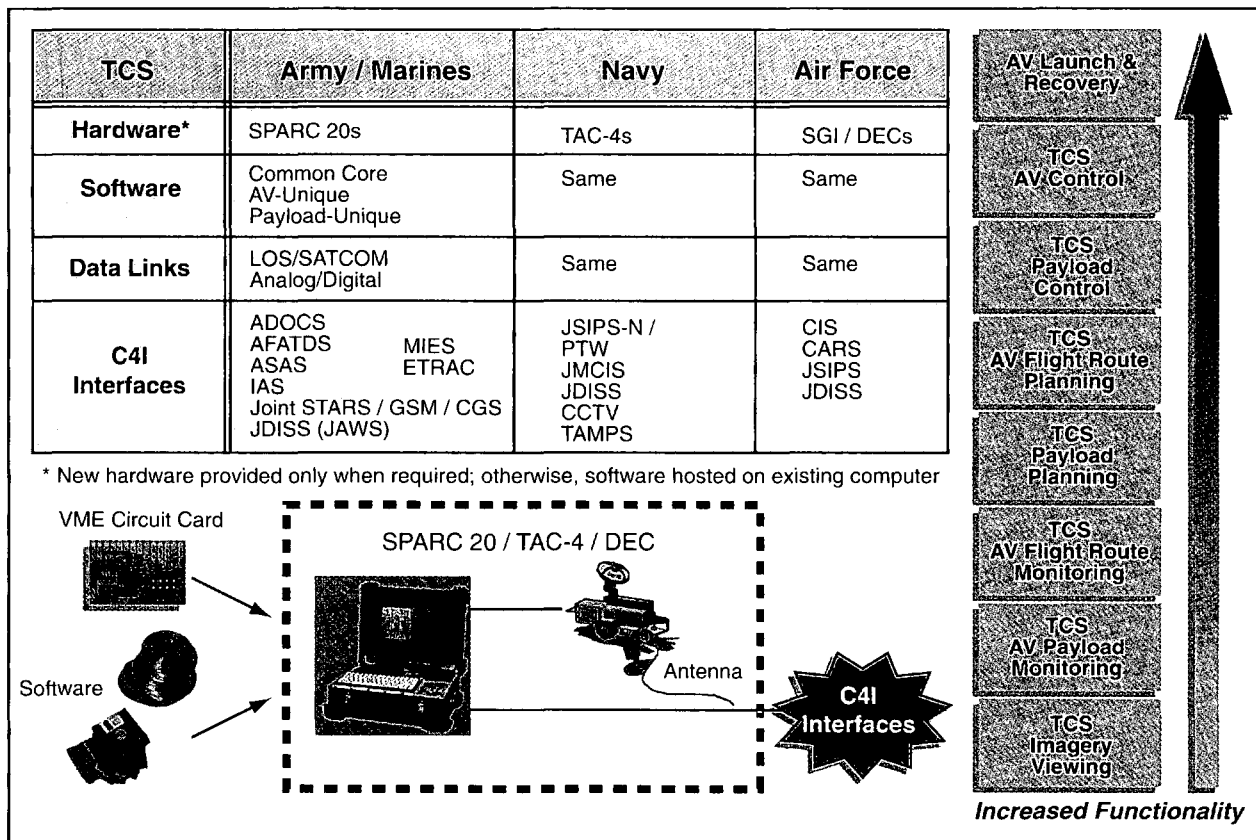 TCS
Army / Marines
Navy
Air Force
Hardware*
SPARC 20s
TAC-4s
SGI / DECs
Software
Common Core
AV-Unique
Payload-Unique
Same
Same
Data Links
LOS/SATCOM
Analog/Digital
Same
Same
C4I
Interfaces
ADOCS
AFATDS MIES
ASAS ETRAC
IAS
Joint STARS / GSM / CGS
JDISS (JAWS)
JSIPS-N /
PTW
JMCIS
JDISS
CCTV
TAMPS
CIS
CARS
JSIPS
JDISS
* New hardware provided only when required; otherwise, software hosted on existing computer
VME Circuit Card
Software
SPARC 20 / TAC-4 / DEC
Antenna
C4I
Interfaces
AV Launch &
Recovery
TCS
AV Control
TCS
Payload
Control
TCS
AV Flight Route
Planning
TCS
Payload
Planning
TCS
AV Flight Route
Monitoring
TCS
AV Payload
Monitoring
TCS
Imagery
Viewing
Increased Functionality